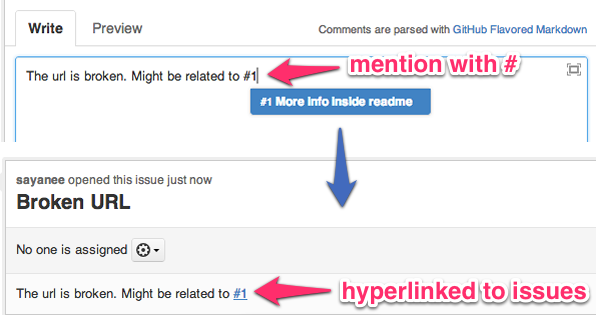 Write Preview Comments are parsed with GitHub Flavored Markdown
The url is broken. Might be related to #1 mention with #
#1 More info inside readme
sayanee opened this issue just now
Broken URL
No one is assigned
The url is broken. Might be related to #1 hyperlinked to issues